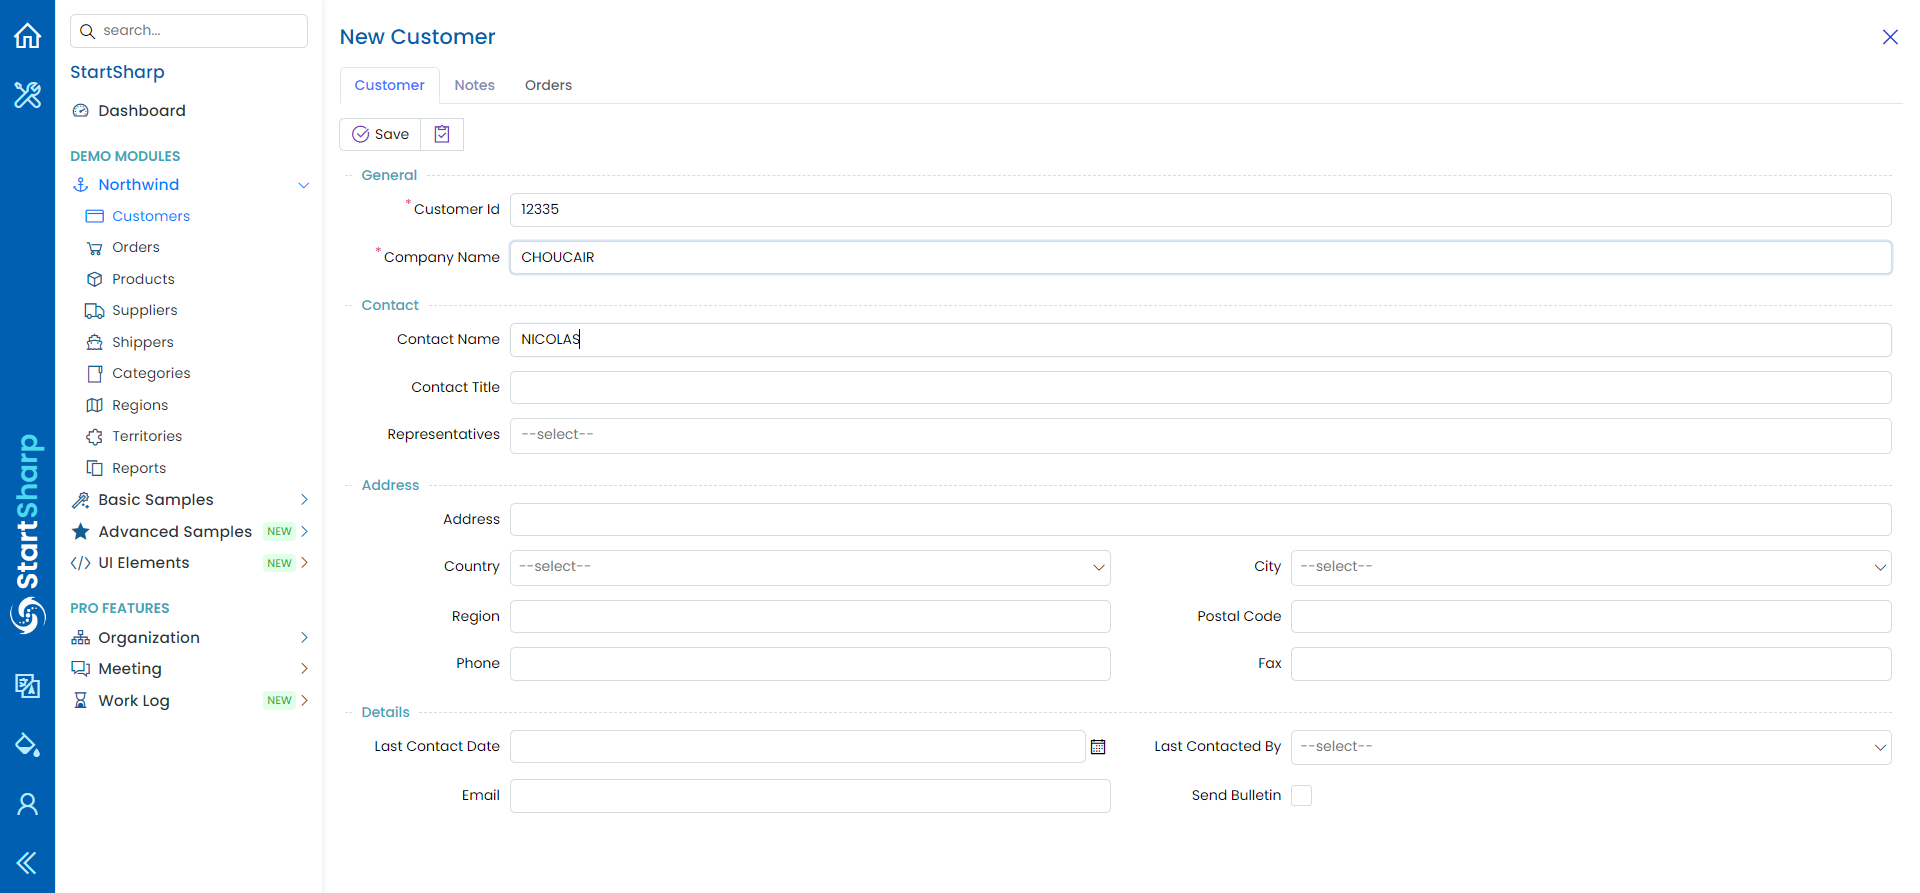 search...
StartSharp
Dashboard
DEMO MODULES
Northwind
Customers
Orders
Products
Suppliers
Shippers
Categories
Regions
Territories
Reports
Basic Samples
Advanced Samples NEW
UI Elements NEW
PRO FEATURES
Organization
Meeting
Work Log NEW
StartSharp
New Customer
Customer Notes Orders
Save
General
* Customer Id 12335
* Company Name CHOUCAIR
Contact
Contact Name NICOLAS
Contact Title
Representatives --select--
Address
Address
Country --select-- City --select--
Region Postal Code
Phone Fax
Details
Last Contact Date Last Contacted By --select--
Email Send Bulletin